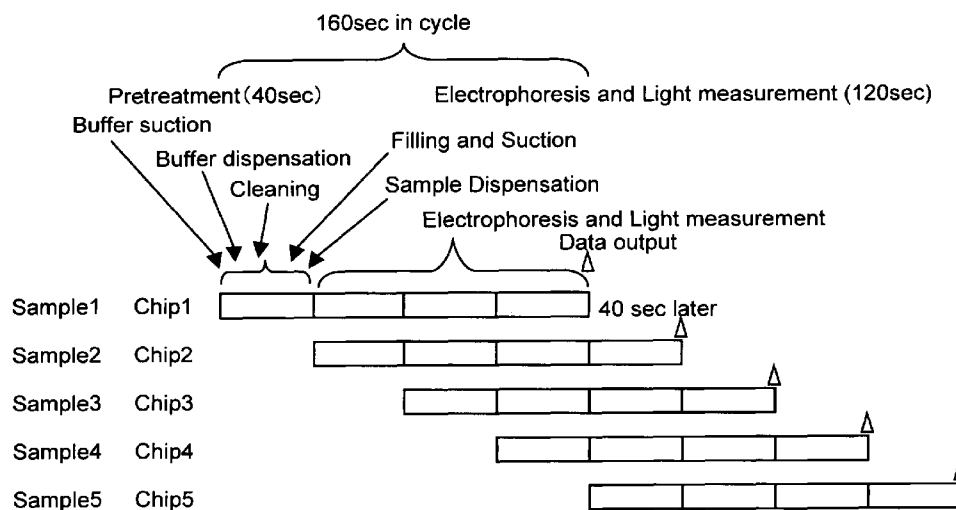 160sec in cycle
Pretreatment(40sec)
Electrophoresis and Light measurement (120sec)
Buffer suction
Buffer dispensation
Filling and Suction
Cleaning
Sample Dispensation
Electrophoresis and Light measurement
Data output
Sample1 Chip1 40 sec later
Sample2 Chip2
Sample3 Chip3
Sample4 Chip4
Sample5 Chip5